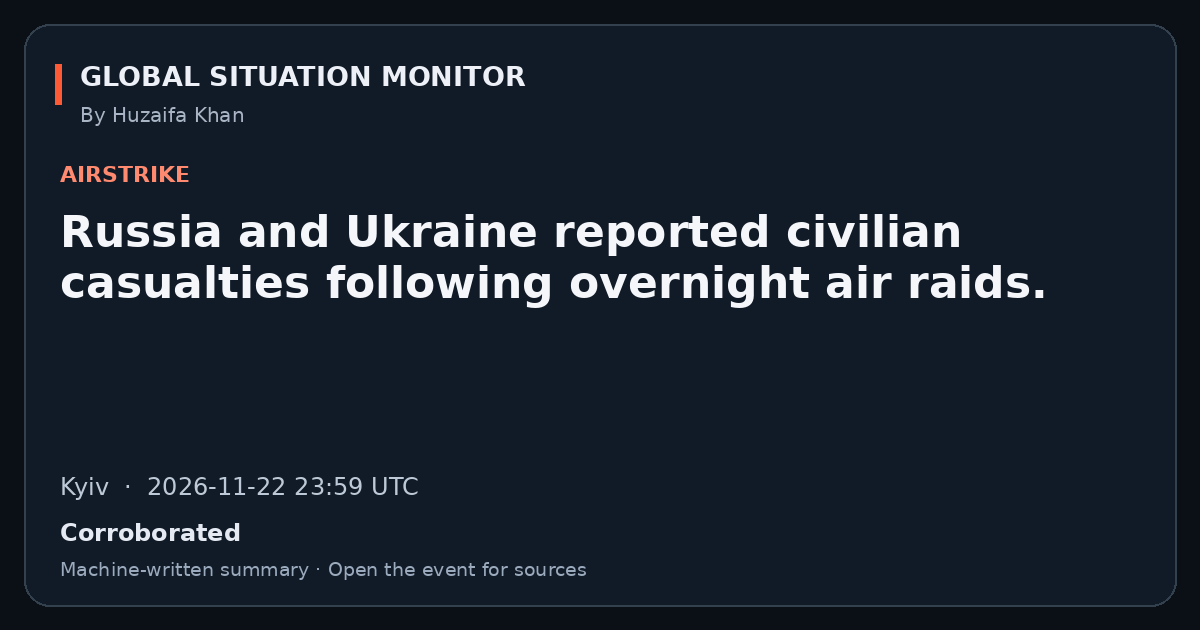 GLOBAL SITUATION MONITOR
By Huzaifa Khan
AIRSTRIKE
Russia and Ukraine reported civilian
casualties following overnight air raids.
Kyiv · 2026-11-22 23:59 UTC
Corroborated
Machine-written summary · Open the event for sources